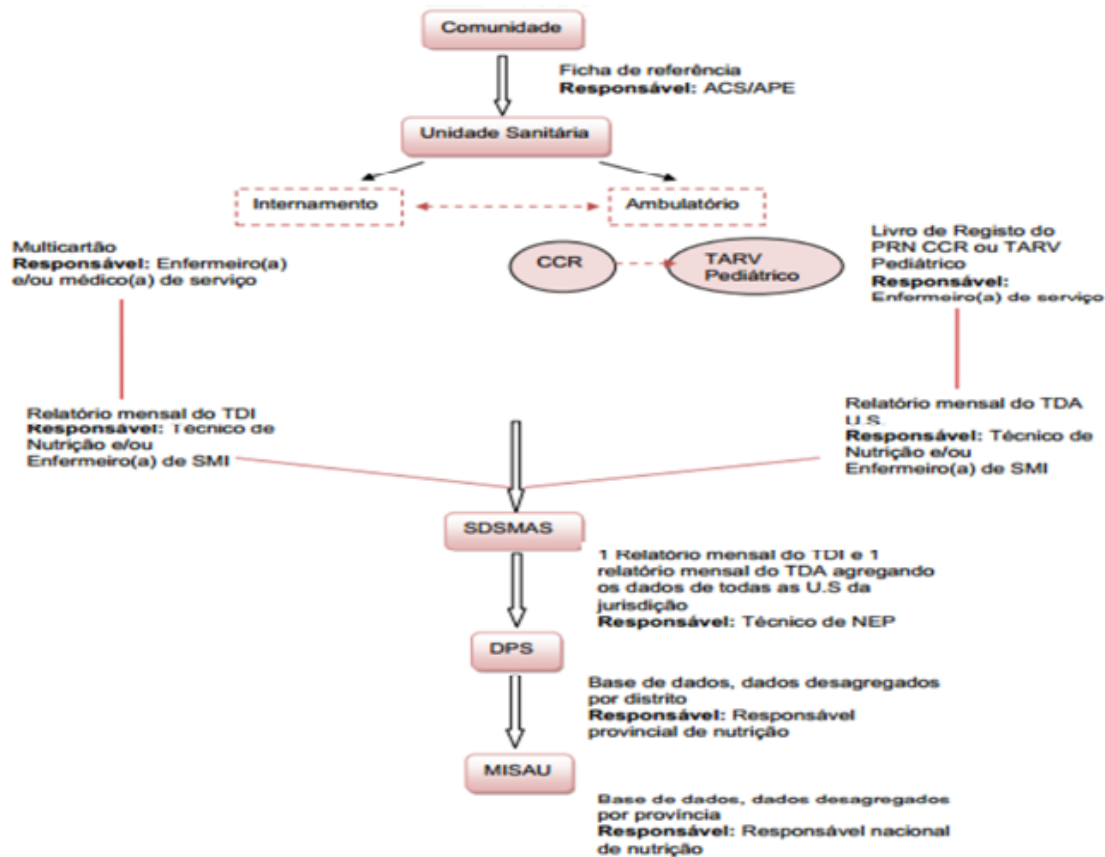 Comunidade
Ficha de referência
Responsável: ACS/APE
Unidade Sanitária
Internamento
Ambulatório
Multicartão
Responsável: Enfermeiro(a)
e/ou médico(a) de serviço
CCR
TARV
Pediátrico
Livro de Registo do
PRN CCR ou TARV
Pediátrico
Responsável:
Enfermeiro(a) de serviço
Relatório mensal do TDI
Responsável: Técnico de
Nutrição e/ou
Enfermeiro(a) de SMI
Relatório mensal do TDA
U.S.
Responsável: Técnico de
Nutrição e/ou
Enfermeiro(a) de SMI
SDSMAS
1 Relatório mensal do TDI e 1
relatório mensal do TDA agregando
os dados de todas as U.S da
jurisdição
Responsável: Técnico de NEP
DPS
Base de dados, dados desagregados
por distrito
Responsável: Responsável
provincial de nutrição
MISAU
Base de dados, dados desagregados
por província
Responsável: Responsável nacional
de nutrição